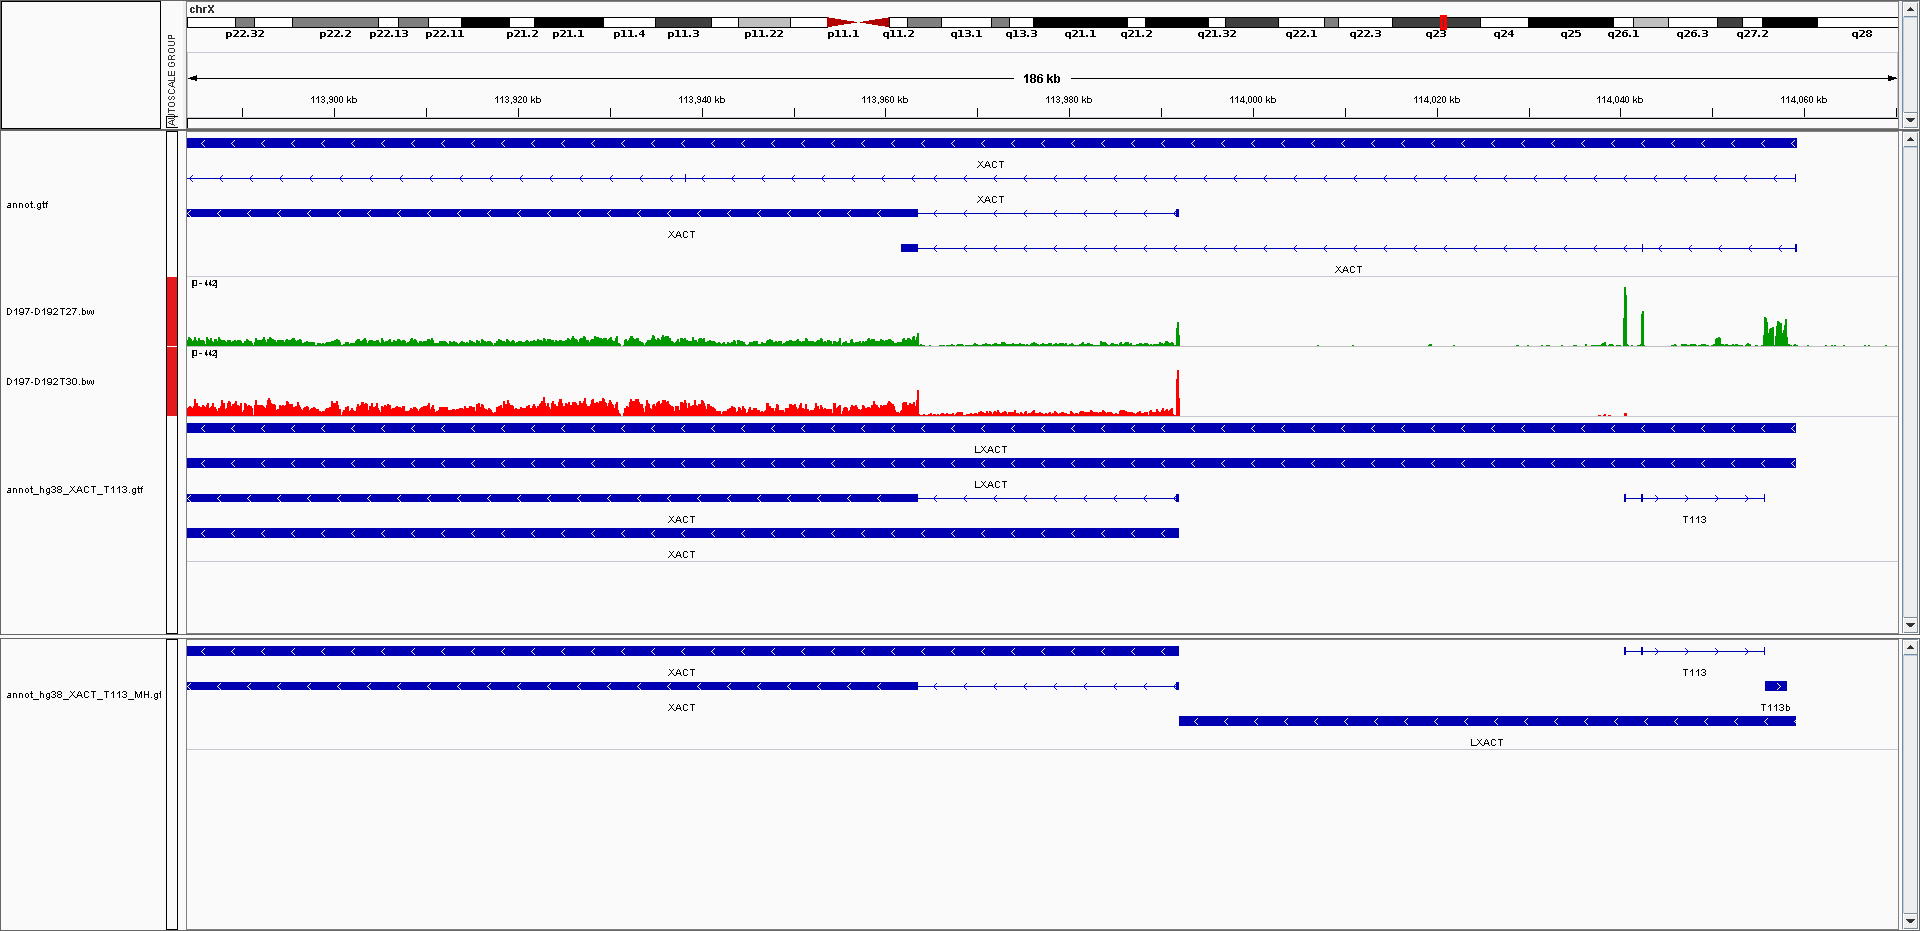 chrX
p22.32 p22.2 p22.13 p22.11 p21.2 p21.1 p11.4 p11.3 p11.22 p11.1 q11.2 q13.1 q13.3 q21.1 q21.2 q21.32 q22.1 q22.3 q23 q24 q25 q26.1 q26.3 q27.2 q28
AUTOSCALE GROUP
186 kb
113,900 kb 113,920 kb 113,940 kb 113,960 kb 113,980 kb 114,000 kb 114,020 kb 114,040 kb 114,060 kb
XACT
XACT
annot.gtf
XACT
XACT
[0 - 442]
D197-D192T27.bw
[0 - 442]
D197-D192T30.bw
LXACT
LXACT
annot_hg38_XACT_T113.gtf
XACT T113
XACT
XACT T113
annot_hg38_XACT_T113_MH.gt
XACT T113b
LXACT